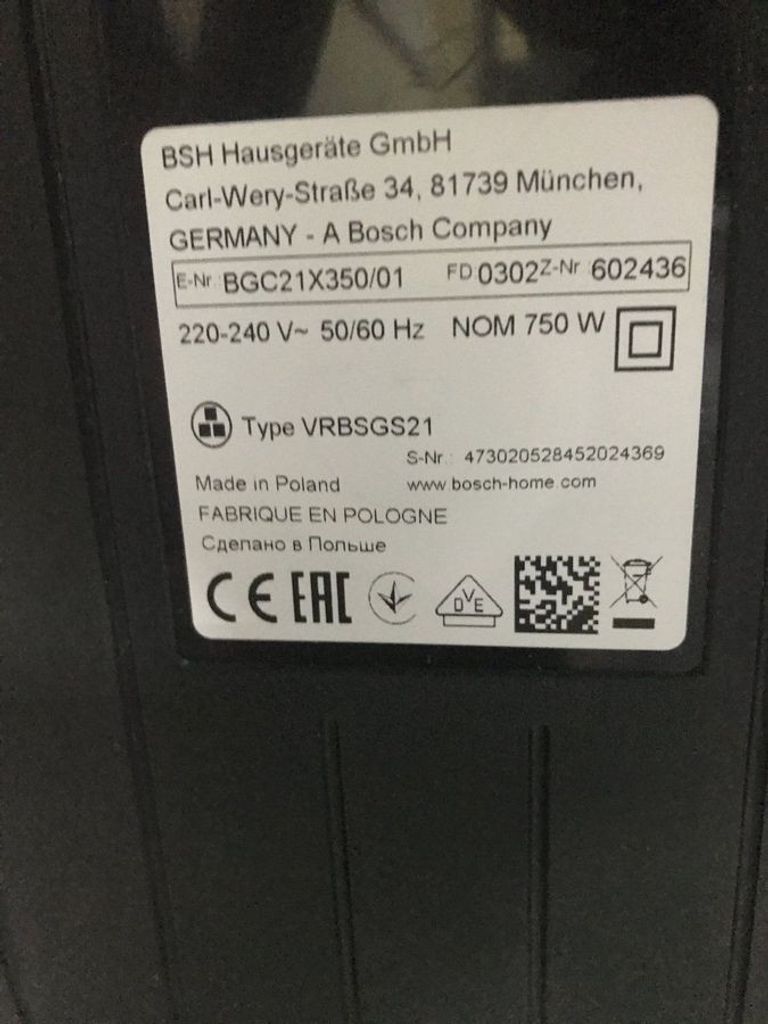 BSH Hausgeräte GmbH
Carl-Wery-Straße 34, 81739 München,
GERMANY - A Bosch Company
E-Nr.: BGC21X350/01 FD 0302 Z-Nr.: 602436
220-240 V~ 50/60 Hz NOM 750 W
Type VRBSGS21
S-Nr.: 473020528452024369
Made in Poland www.bosch-home.com
FABRIQUE EN POLOGNE
Сделано в Польше
CE EAC DVE